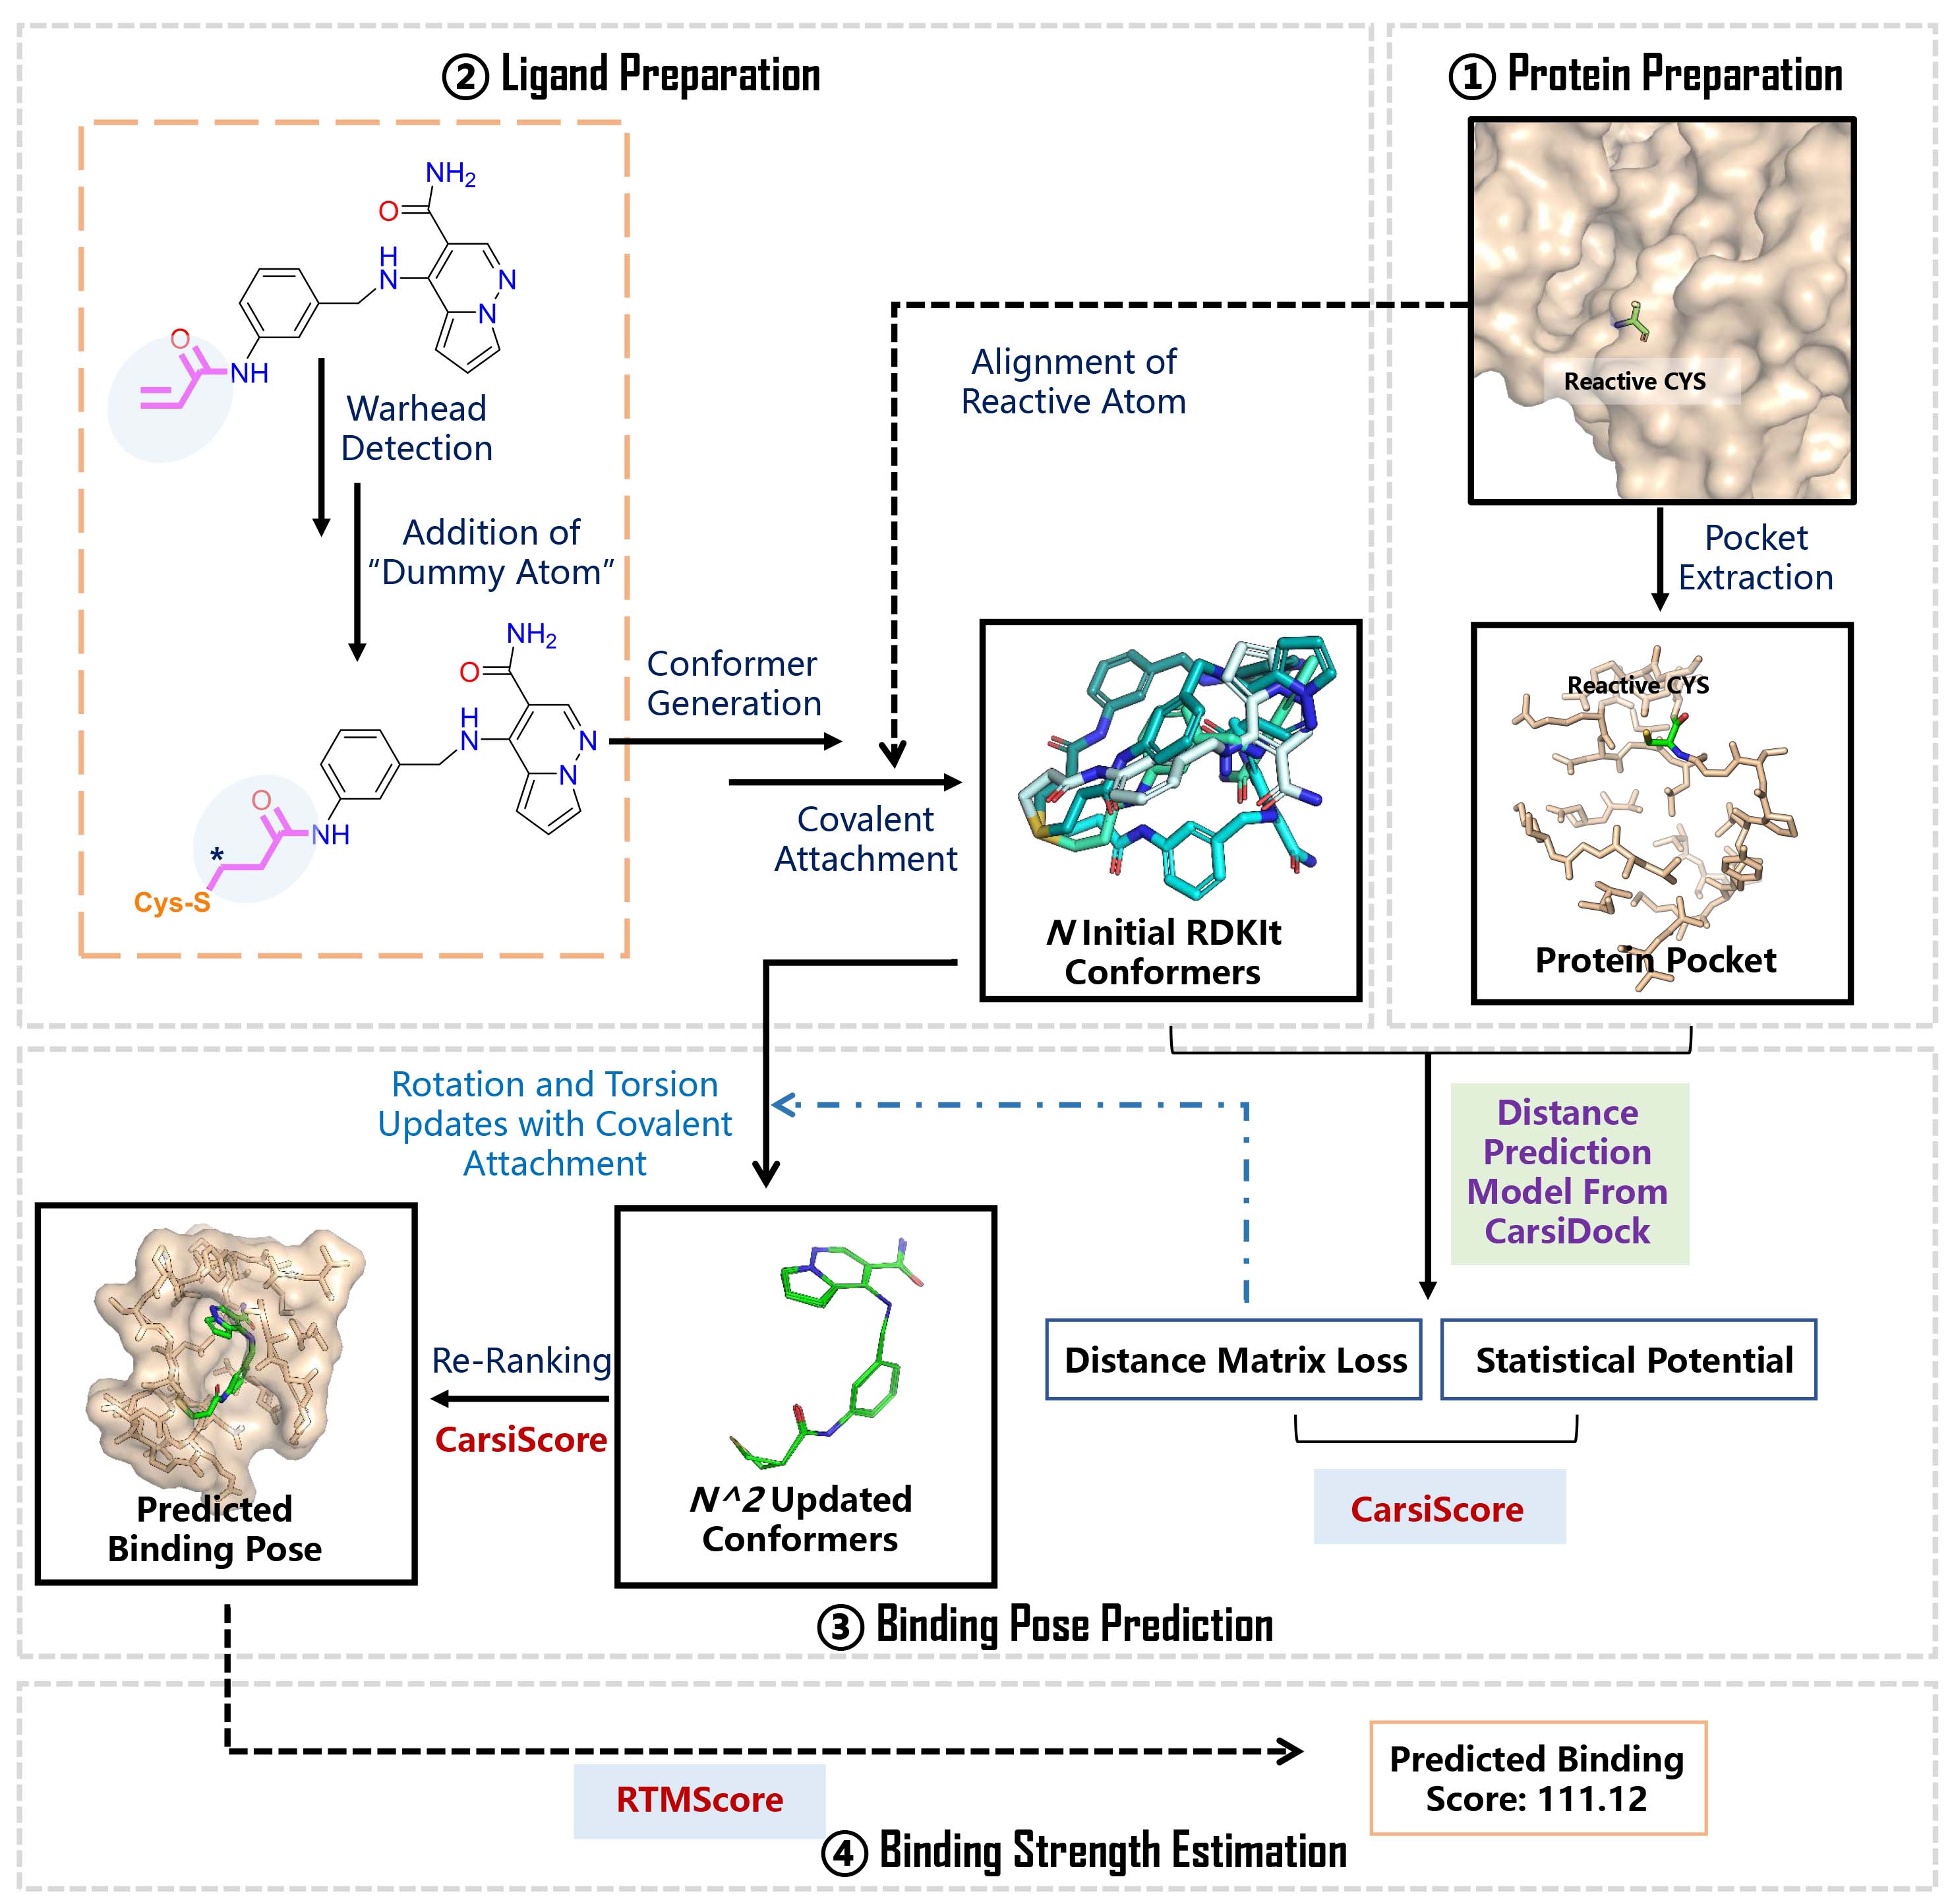 ② Ligand Preparation
① Protein Preparation
NH2
O
H
N
N
N
O
NH
Warhead
Detection
Addition of
“Dummy Atom”
NH2
O
H
N
N
N
O
NH
*
Cys-S
Conformer
Generation
Covalent
Attachment
Alignment of
Reactive Atom
N Initial RDKIt
Conformers
Reactive CYS
Pocket
Extraction
Reactive CYS
Protein Pocket
Rotation and Torsion
Updates with Covalent
Attachment
Distance
Prediction
Model From
CarsiDock
Distance Matrix Loss
Statistical Potential
CarsiScore
N^2 Updated
Conformers
Re-Ranking
CarsiScore
Predicted
Binding Pose
③ Binding Pose Prediction
RTMScore
Predicted Binding
Score: 111.12
④ Binding Strength Estimation